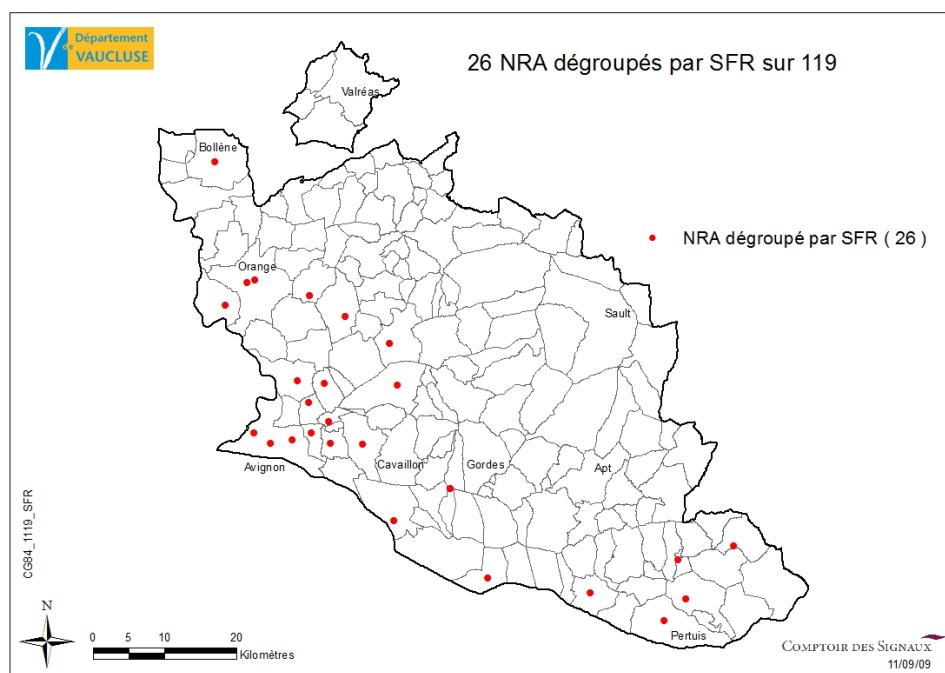 Département
de VAUCLUSE
26 NRA dégroupés par SFR sur 119
Valréas
Bollène
NRA dégroupé par SFR ( 26 )
Orange
Sault
Avignon
Cavaillon
Gordes
Apt
Pertuis
CG84_1119_SFR
N
0 5 10 20
Kilomètres
COMPTOIR DES SIGNAUX
11/09/09